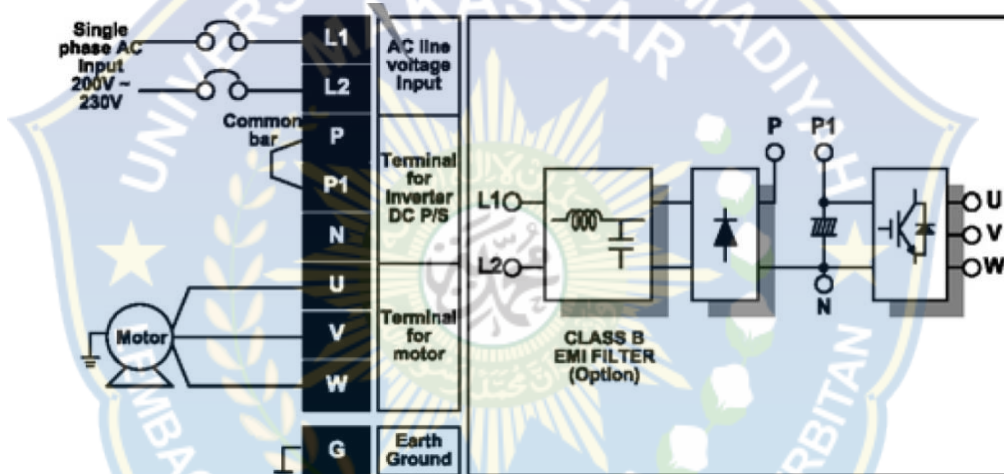 Single
phase AC
Input
200V ~
230V
L1
L2
AC line
voltage
Input
Common
bar
P
P1
N
Terminal
for
Inverter
DC P/S
U
V
W
Terminal
for
motor
Motor
G
Earth
Ground
L1
L2
CLASS B
EMI FILTER
(Option)
P
P1
N
U
V
W
MAKASSAR